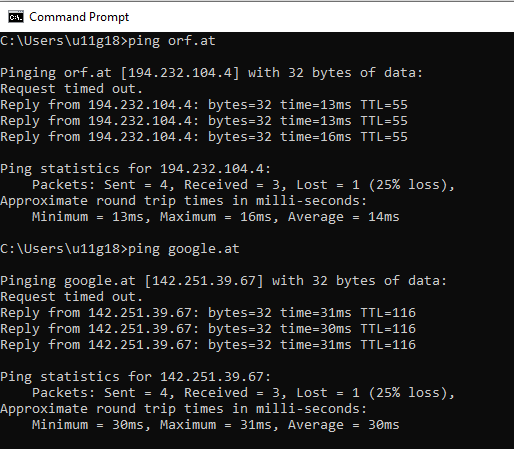 Command Prompt
C:\Users\u11g18>ping orf.at
Pinging orf.at [194.232.104.4] with 32 bytes of data:
Request timed out.
Reply from 194.232.104.4: bytes=32 time=13ms TTL=55
Reply from 194.232.104.4: bytes=32 time=13ms TTL=55
Reply from 194.232.104.4: bytes=32 time=16ms TTL=55
Ping statistics for 194.232.104.4:
    Packets: Sent = 4, Received = 3, Lost = 1 (25% loss),
Approximate round trip times in milli-seconds:
    Minimum = 13ms, Maximum = 16ms, Average = 14ms
C:\Users\u11g18>ping google.at
Pinging google.at [142.251.39.67] with 32 bytes of data:
Request timed out.
Reply from 142.251.39.67: bytes=32 time=31ms TTL=116
Reply from 142.251.39.67: bytes=32 time=30ms TTL=116
Reply from 142.251.39.67: bytes=32 time=31ms TTL=116
Ping statistics for 142.251.39.67:
    Packets: Sent = 4, Received = 3, Lost = 1 (25% loss),
Approximate round trip times in milli-seconds:
    Minimum = 30ms, Maximum = 31ms, Average = 30ms